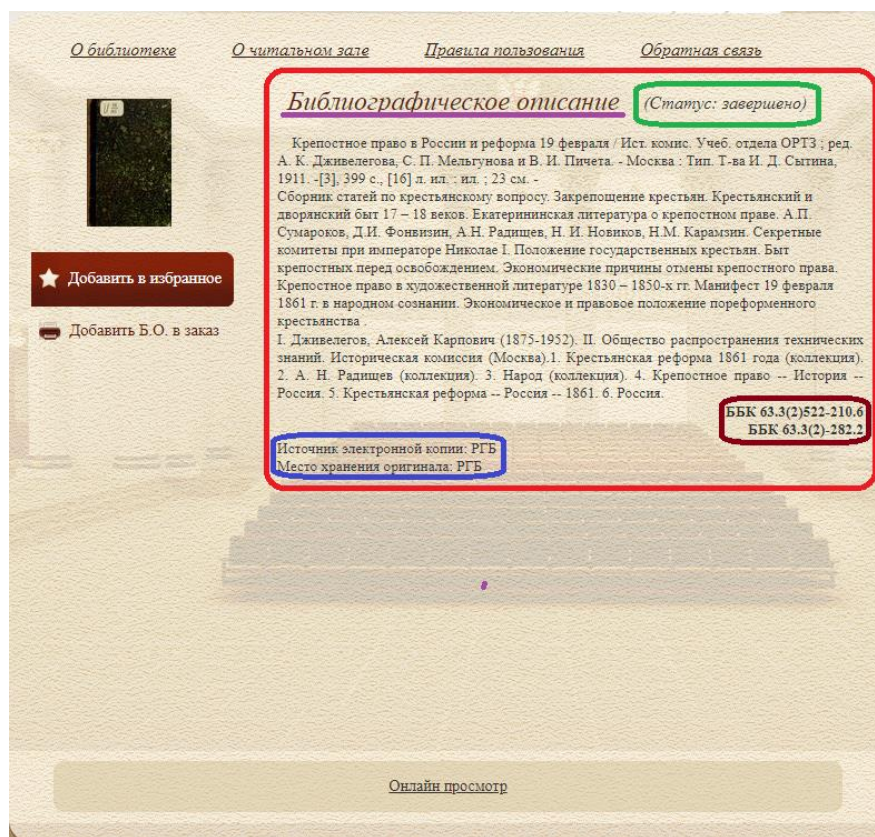 О библиотеке О читальном зале Правила пользования Обратная связь
Библиографическое описание (Статус: завершено)
Крепостное право в России и реформа 19 февраля / Ист. комис. Учеб. отдела ОРТЗ ; ред.
А. К. Дживелегова, С. П. Мельгунова и В. И. Пичета. - Москва : Тип. Т-ва И. Д. Сытина,
1911. -[3], 399 с., [16] л. ил. : ил. ; 23 см. -
Сборник статей по крестьянскому вопросу. Закрепощение крестьян. Крестьянский и
дворянский быт 17 – 18 веков. Екатерининская литература о крепостном праве. А.П.
Сумароков, Д.И. Фонвизин, А.Н. Радищев, Н. И. Новиков, Н.М. Карамзин. Секретные
комитеты при императоре Николае I. Положение государственных крестьян. Быт
крепостных перед освобождением. Экономические причины отмены крепостного права.
Крепостное право в художественной литературе 1830 – 1850-х гг. Манифест 19 февраля
1861 г. в народном сознании. Экономическое и правовое положение пореформенного
крестьянства .
I. Дживелегов, Алексей Карпович (1875-1952). II. Общество распространения технических
знаний. Историческая комиссия (Москва).1. Крестьянская реформа 1861 года (коллекция).
2. А. Н. Радищев (коллекция). 3. Народ (коллекция). 4. Крепостное право -- История --
Россия. 5. Крестьянская реформа -- Россия -- 1861. 6. Россия.
ББК 63.3(2)522-210.6
ББК 63.3(2)-282.2
Источник электронной копии: РГБ
Место хранения оригинала: РГБ
Добавить в избранное
Добавить Б.О. в заказ
Онлайн просмотр